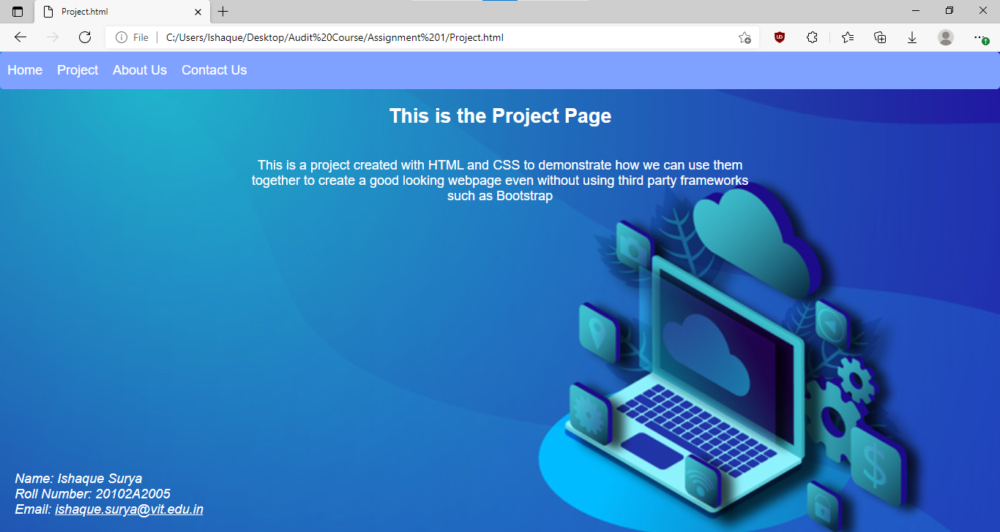 Project.html
File
C:/Users/Ishaque/Desktop/Audit%20Course/Assignment%201/Project.html
Home Project About Us Contact Us
This is the Project Page
This is a project created with HTML and CSS to demonstrate how we can use them
together to create a good looking webpage even without using third party frameworks
such as Bootstrap
$
Name: Ishaque Surya
Roll Number: 20102A2005
Email: ishaque.surya@vit.edu.in